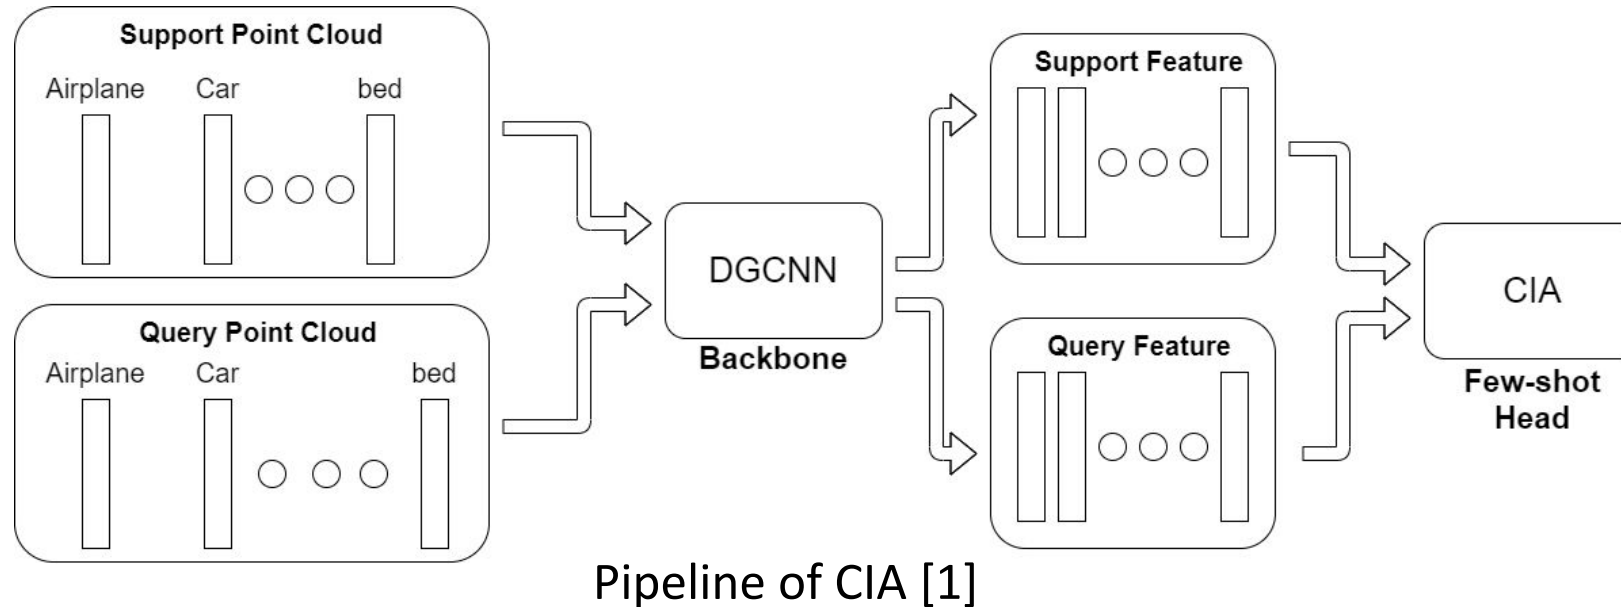 Support Point Cloud
Airplane Car bed
Query Point Cloud
Airplane Car bed
DGCNN
Backbone
Support Feature
Query Feature
CIA
Few-shot
Head
Pipeline of CIA [1]